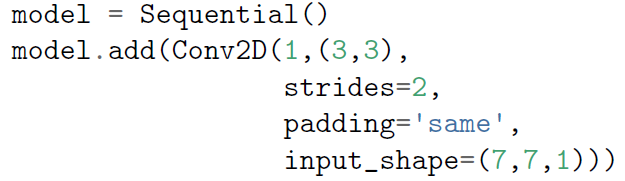 model = Sequential()
model.add(Conv2D(1,(3,3),
strides=2,
padding='same',
input_shape=(7,7,1)))